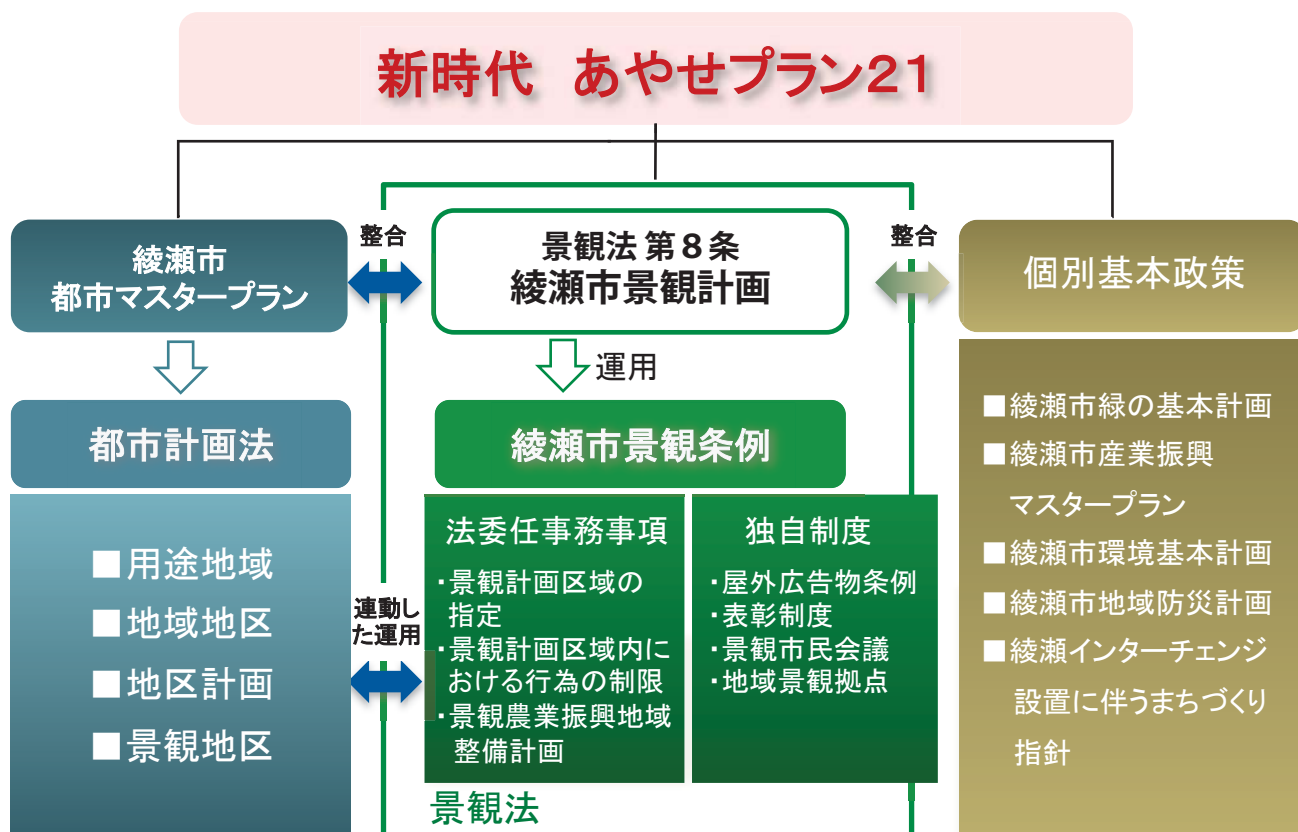 新時代 あやせプラン21
綾瀬市
都市マスタープラン
整合
景観法 第8条
綾瀬市景観計画
整合
個別基本政策
運用
都市計画法
■用途地域
■地域地区
■地区計画
■景観地区
連動し
た運用
綾瀬市景観条例
法委任事務事項
・景観計画区域の
指定
・景観計画区域内に
おける行為の制限
・景観農業振興地域
整備計画
独自制度
・屋外広告物条例
・表彰制度
・景観市民会議
・地域景観拠点
景観法
■綾瀬市緑の基本計画
■綾瀬市産業振興
マスタープラン
■綾瀬市環境基本計画
■綾瀬市地域防災計画
■綾瀬インターチェンジ
設置に伴うまちづくり
指針